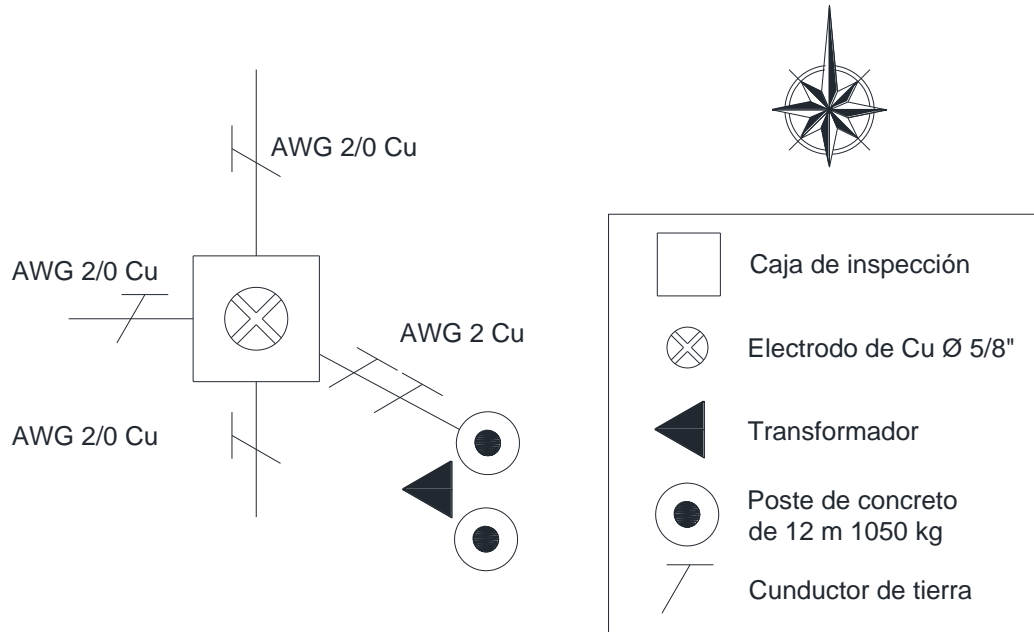 AWG 2/0 Cu
AWG 2/0 Cu
AWG 2 Cu
AWG 2/0 Cu
Caja de inspección
Electrodo de Cu Ø 5/8"
Transformador
Poste de concreto
de 12 m 1050 kg
Cunductor de tierra